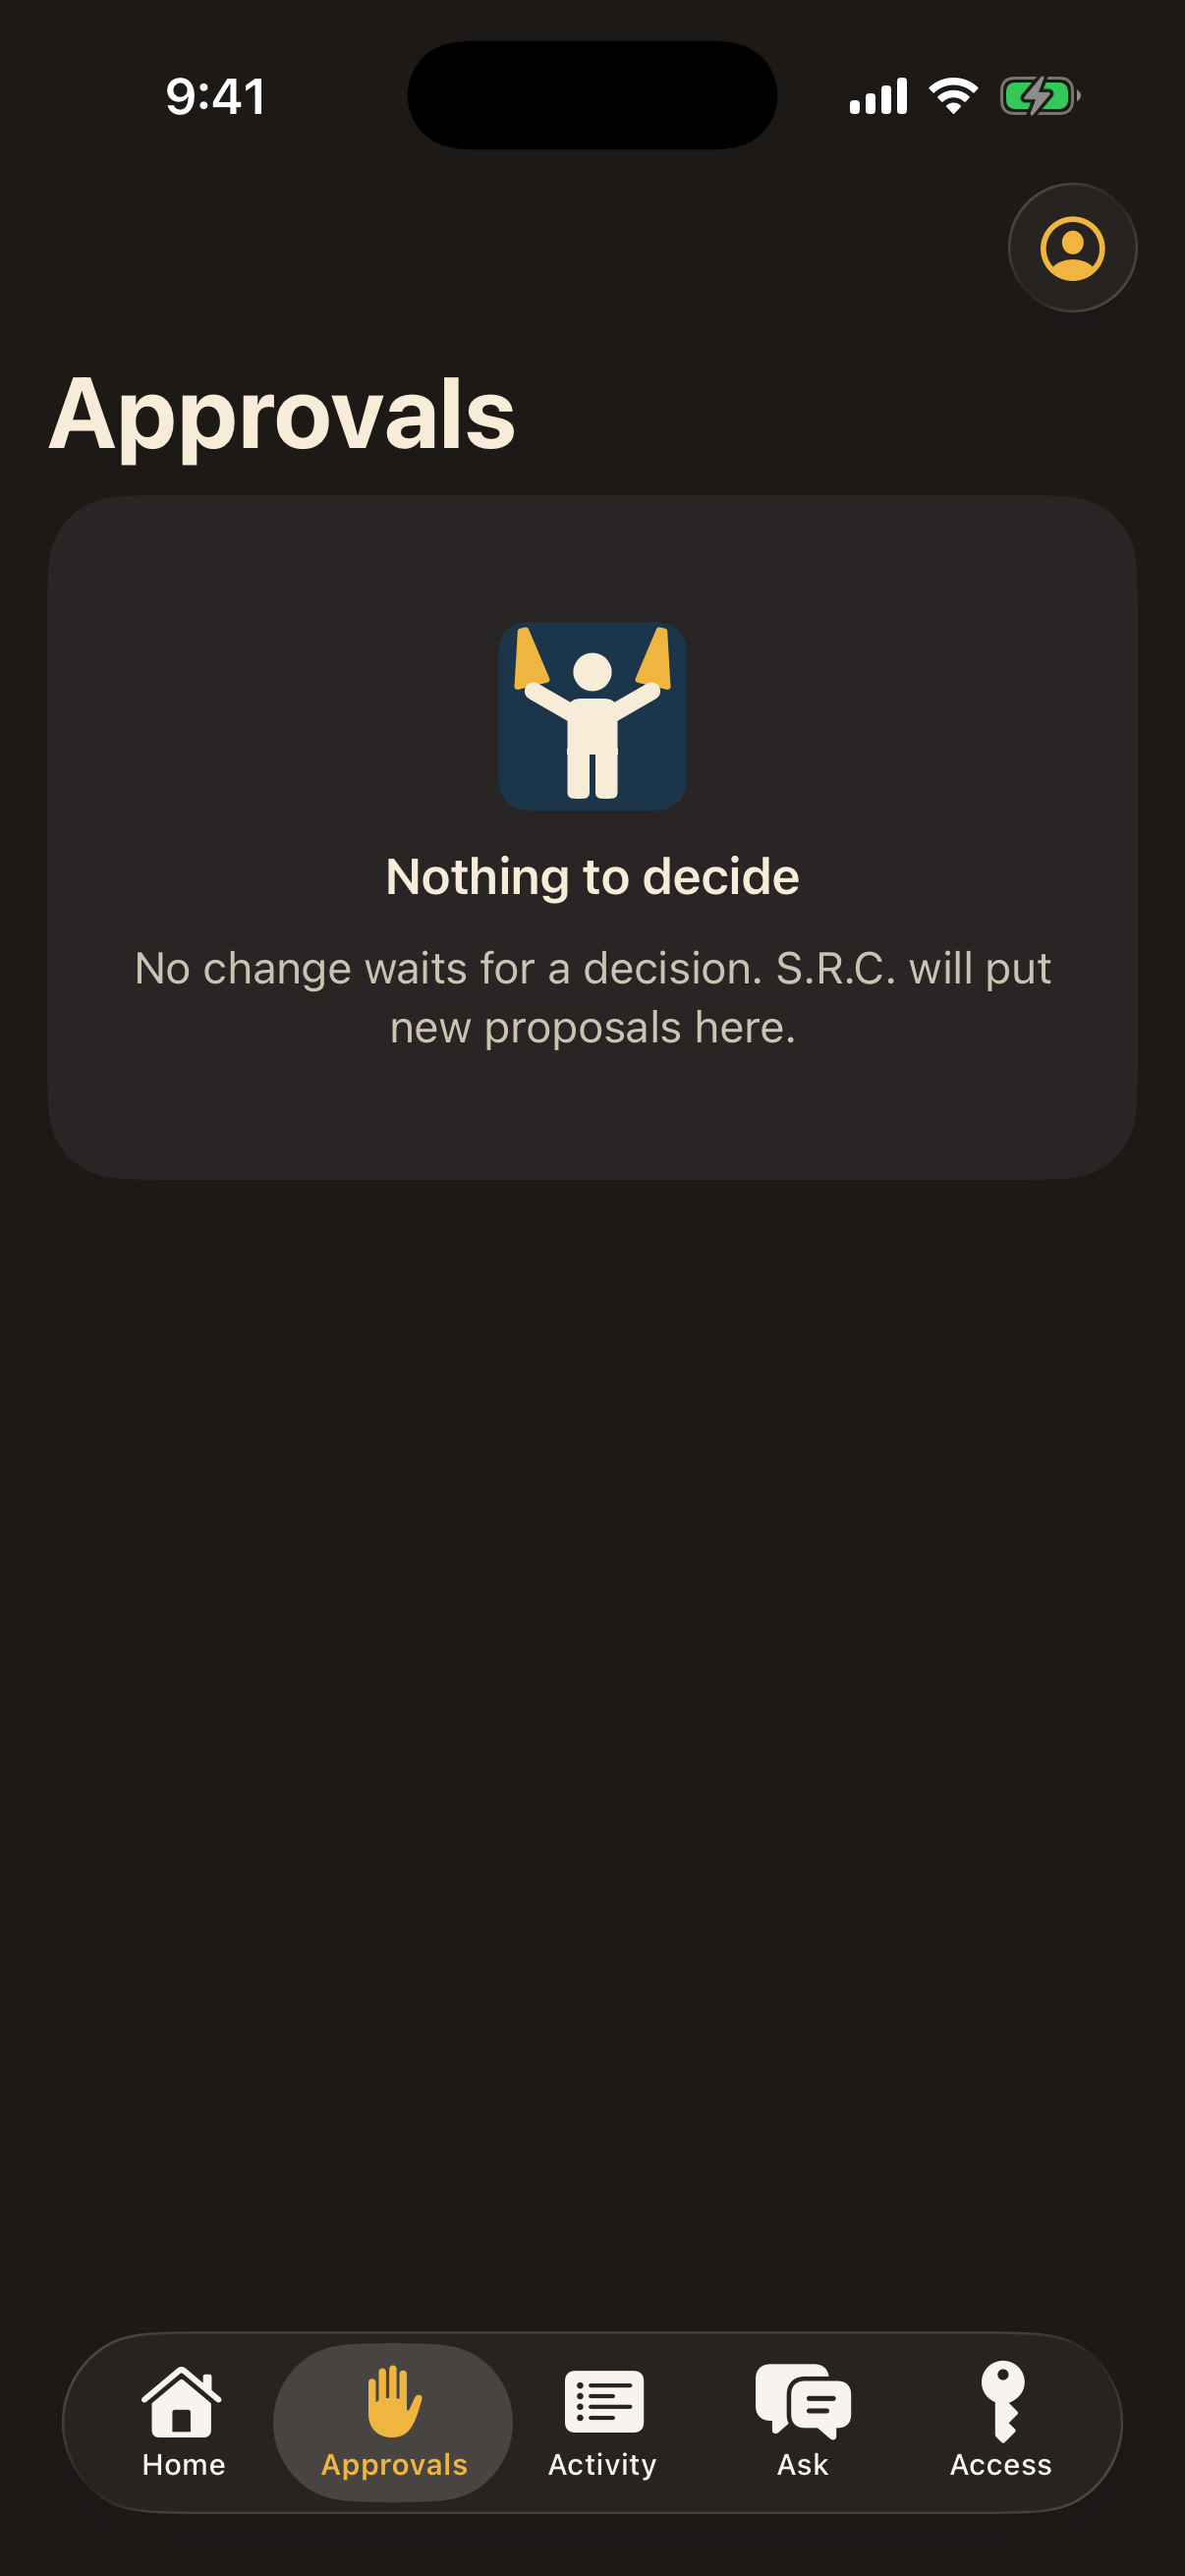 9:41
Approvals
Nothing to decide
No change waits for a decision. S.R.C. will put
new proposals here.
Home
Approvals
Activity
Ask
Access